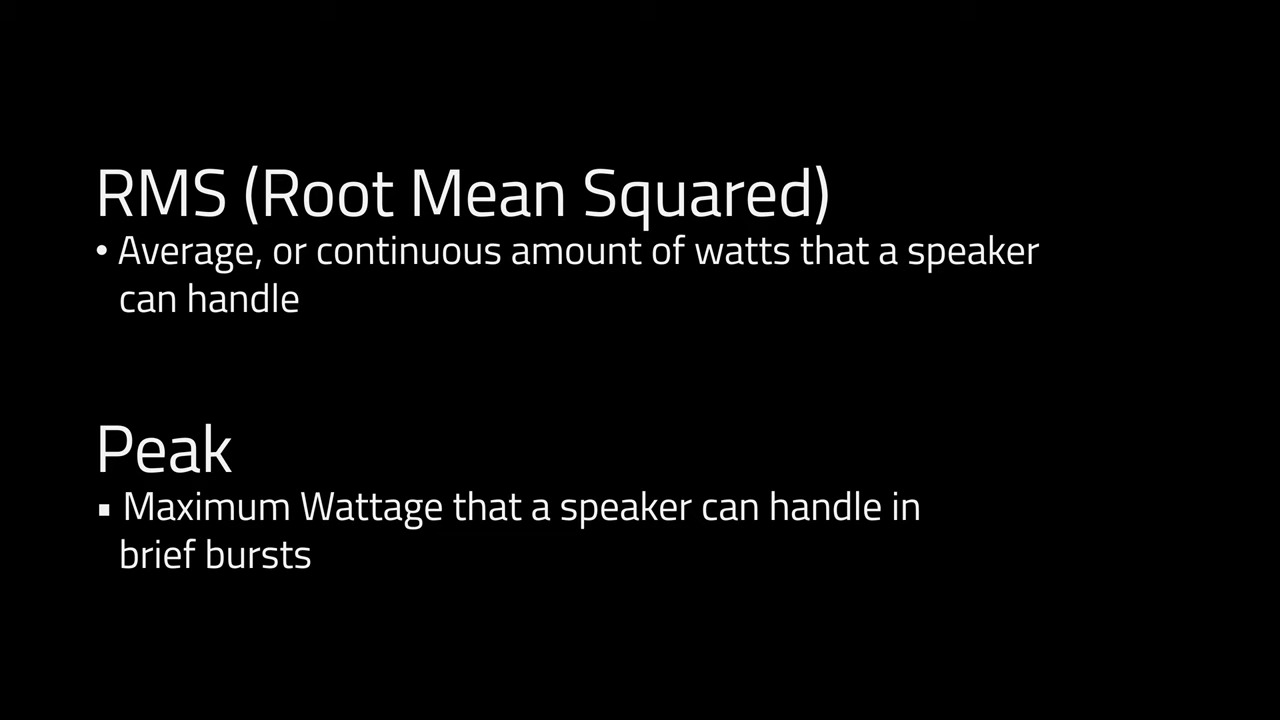 RMS (Root Mean Squared)
• Average, or continuous amount of watts that a speaker
can handle
Peak
▪ Maximum Wattage that a speaker can handle in
brief bursts